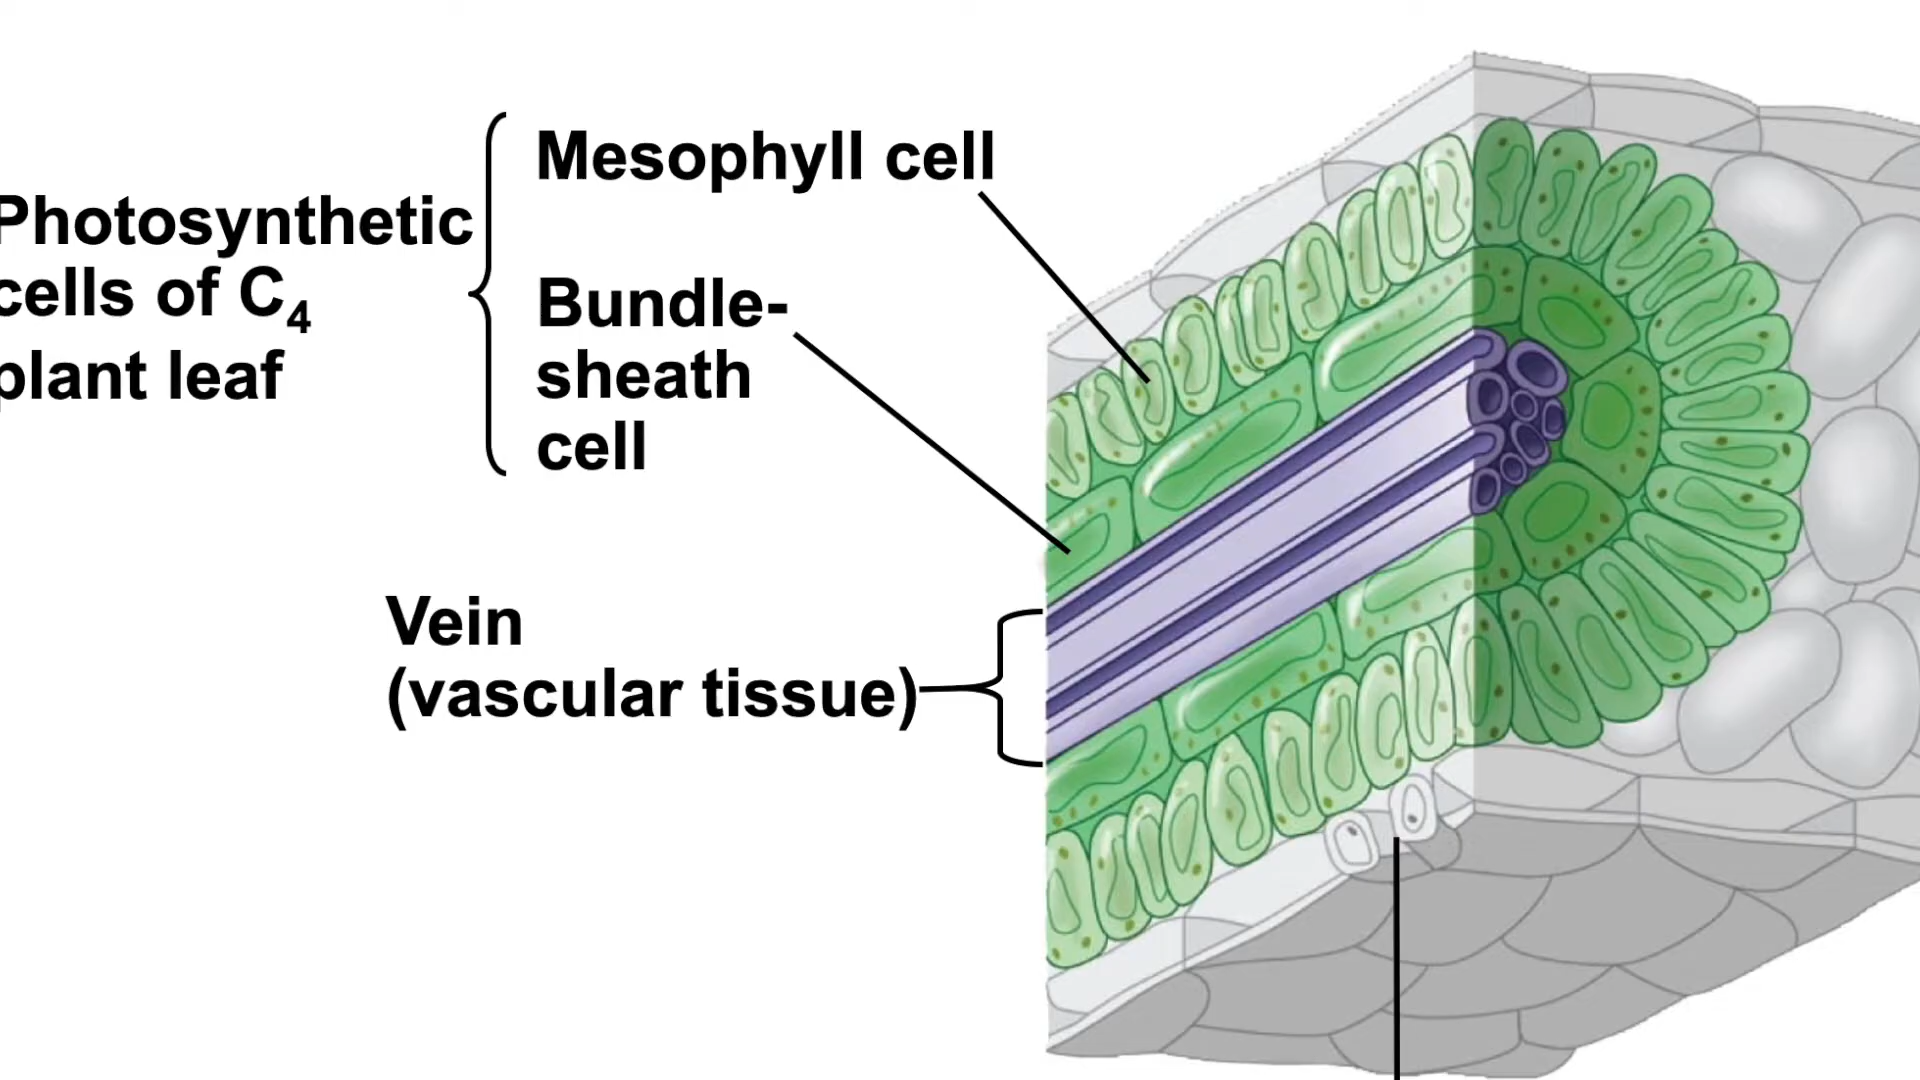 Photosynthetic
cells of C₄
plant leaf
Mesophyll cell
Bundle-
sheath
cell
Vein
(vascular tissue)